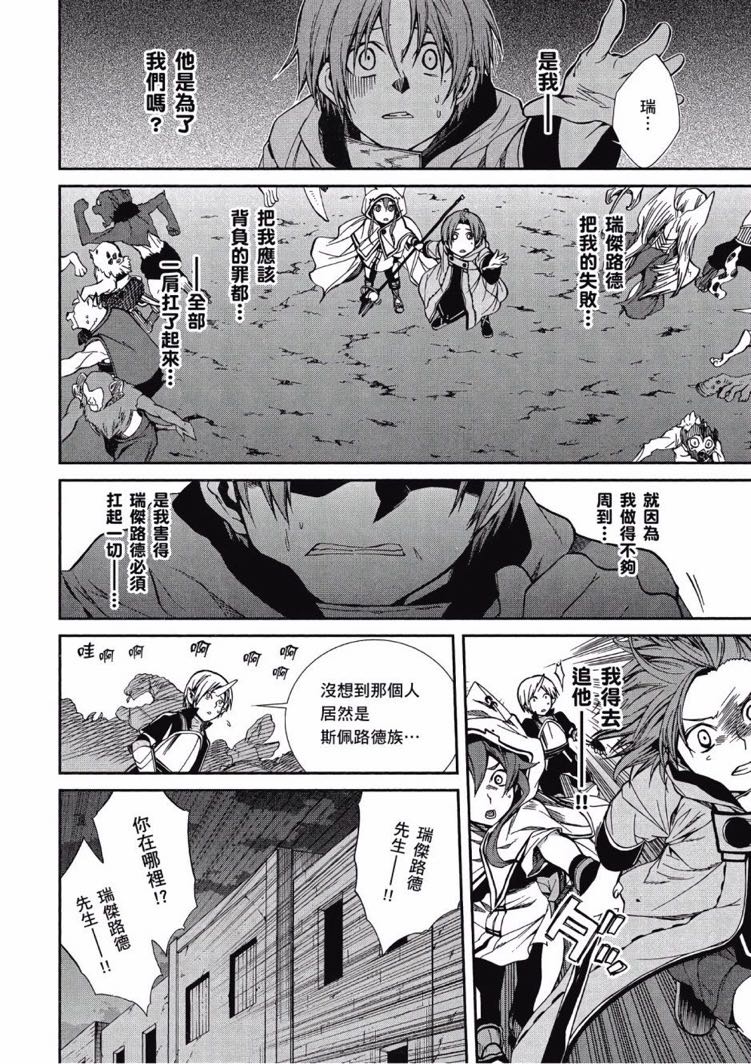 瑞…
是我——
他是為了
我們嗎？
瑞傑路德
把我的失敗…
把我應該
背負的罪都…
——全部
一肩扛了起來…
就因為
我做得不夠
周到…
是我害得
瑞傑路德必須
扛起一切——…
我得去
追他——!!
ダッ
沒想到那個人
居然是
斯佩路德族…
啊 啊 啊
啊
啊
哇
瑞傑路德
先生——!!
你在哪裡!?
瑞傑路德
先生——!!